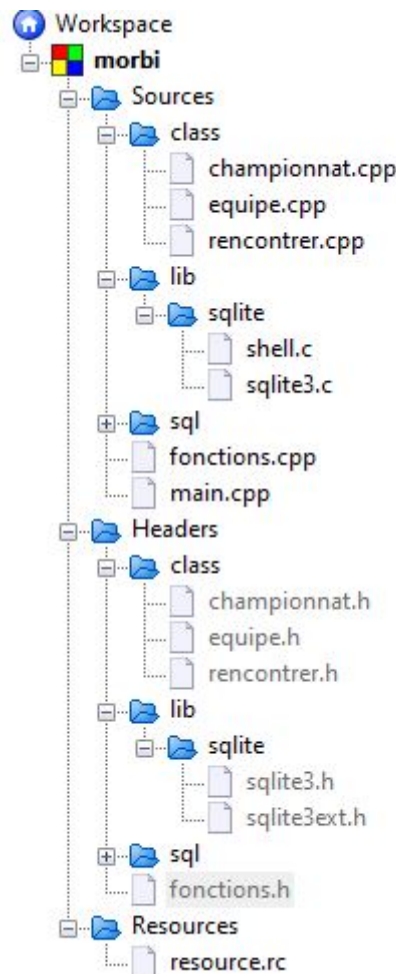 Workspace
morbi
Sources
class
championnat.cpp
equipe.cpp
rencontrer.cpp
lib
sqlite
shell.c
sqlite3.c
sql
fonctions.cpp
main.cpp
Headers
class
championnat.h
equipe.h
rencontrer.h
lib
sqlite
sqlite3.h
sqlite3ext.h
sql
fonctions.h
Resources
resource.rc